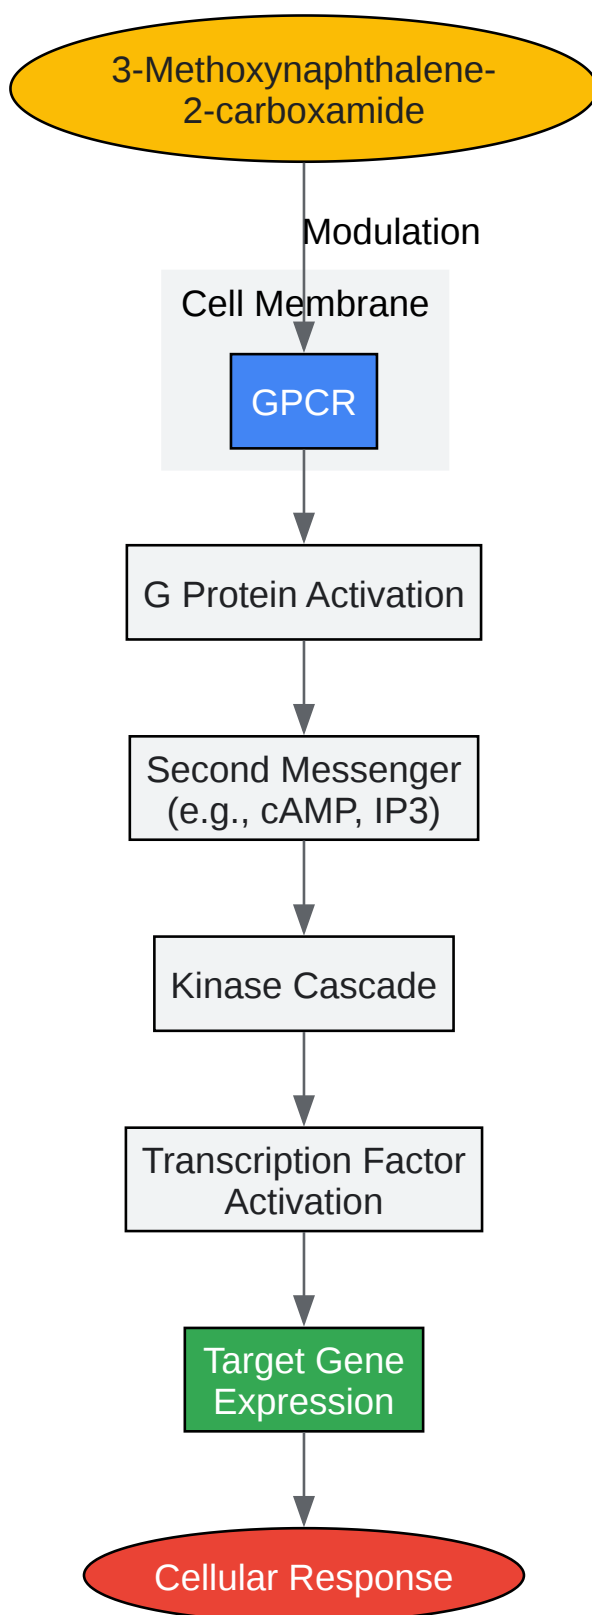 3-Methoxynaphthalene-
2-carboxamide
Modulation
Cell Membrane
GPCR
G Protein Activation
Second Messenger
(e.g., cAMP, IP3)
Kinase Cascade
Transcription Factor
Activation
Target Gene
Expression
Cellular Response